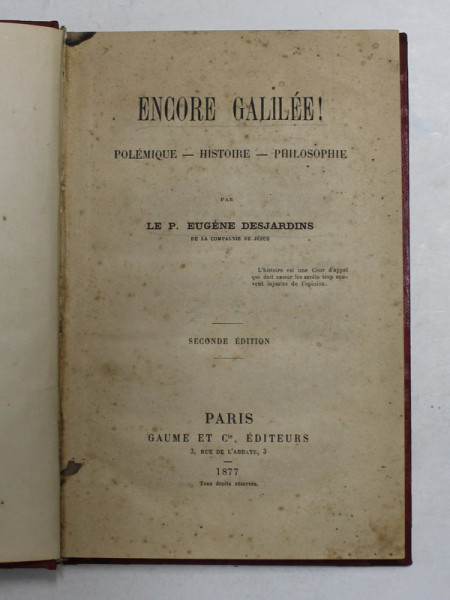 ENCORE GALILÉE!
POLÉMIQUE — HISTOIRE — PHILOSOPHIE
PAR
LE P. EUGÈNE DESJARDINS
DE LA COMPAGNIE DE JÉSUS
L'histoire est une Cour d'appel
qui doit casser les arrêts trop sou-
vent injustes de l'opinion.
SECONDE ÉDITION
PARIS
GAUME ET Cie, ÉDITEURS
3, RUE DE L'ABBAYE, 3
1877
Tous droits réservés.